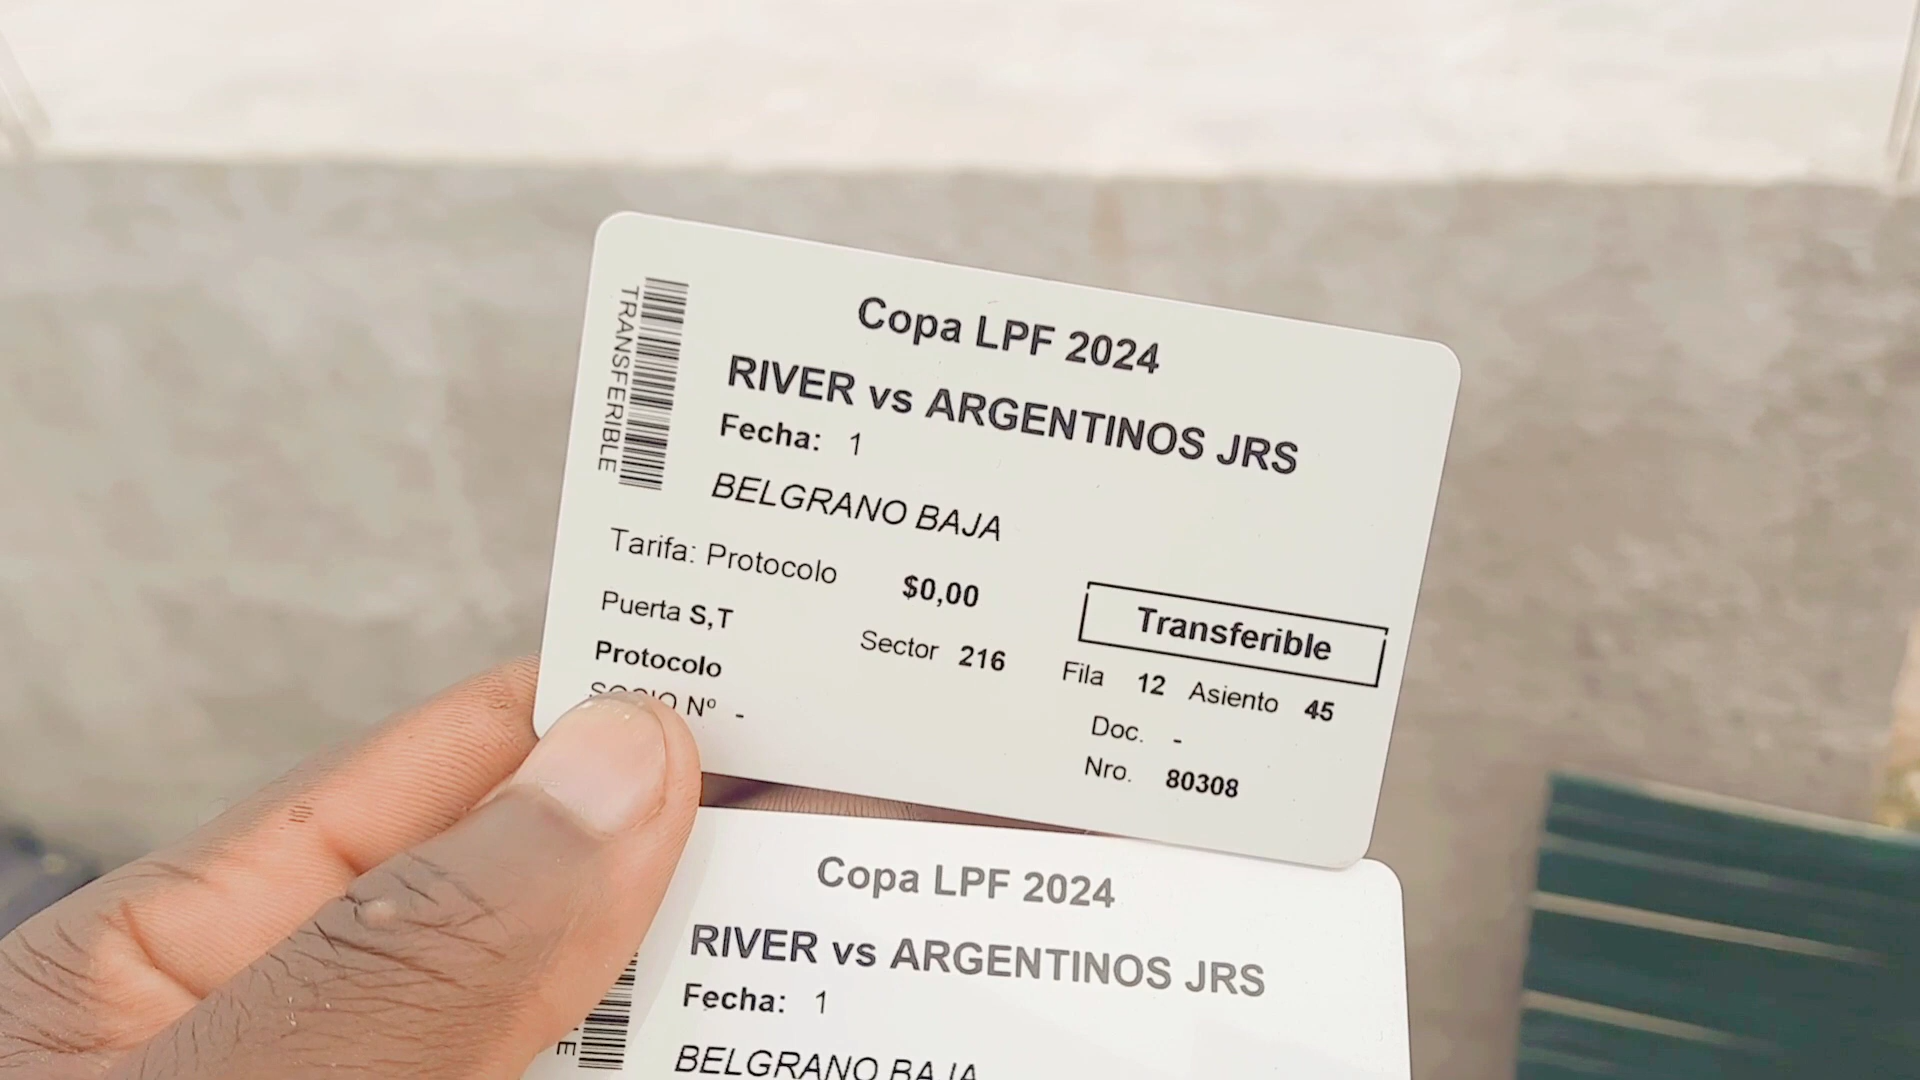 TRANSFERIBLE
Copa LPF 2024
RIVER vs ARGENTINOS JRS
Fecha: 1
BELGRANO BAJA
Tarifa: Protocolo $0,00
Transferible
Puerta S,T Sector 216 Fila 12 Asiento 45
Protocolo
SOCIO Nº -
Doc. -
Nro. 80308
Copa LPF 2024
RIVER vs ARGENTINOS JRS
Fecha: 1
BELGRANO BAJA